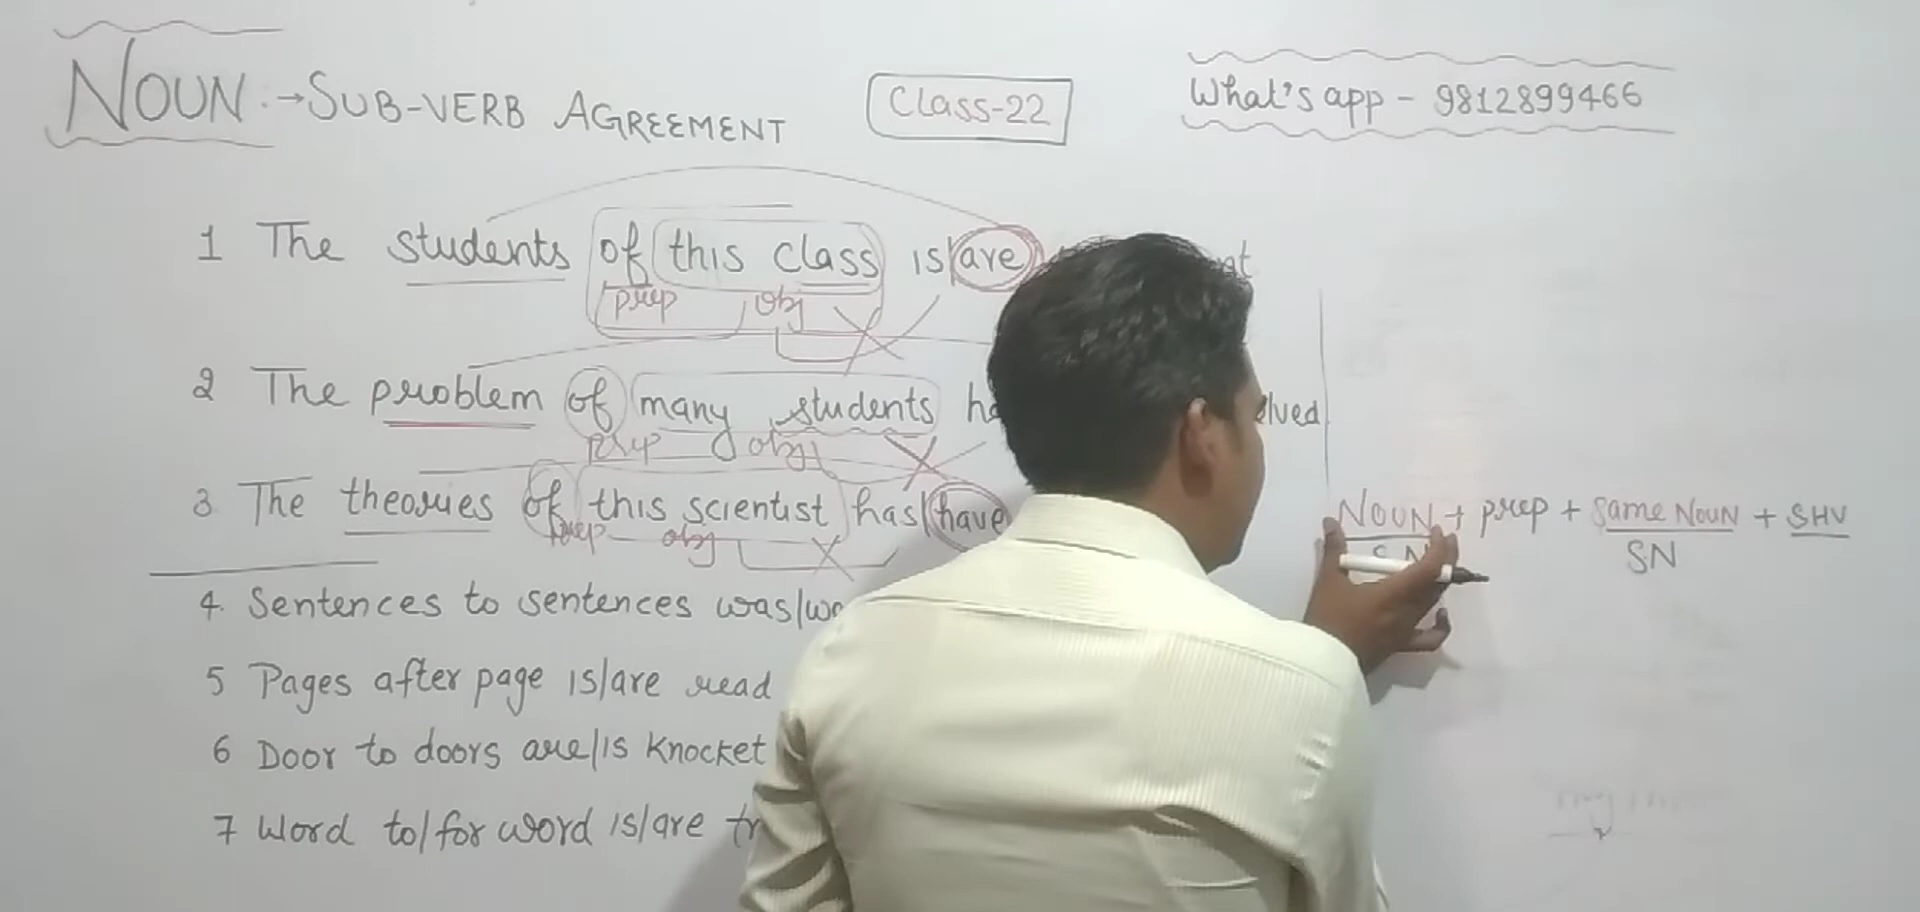 NOUN :→ SUB-VERB AGREEMENT
Class-22
What's app - 9812899466
1 The students of this class is/are
prep obj
2 The problem of many students lved
prep obj
3 The theories of this scientist has/have
prep obj
NOUN + prep + Same NOUN + SHV
SN SN
4. Sentences to sentences was/
5 Pages after page is/are read
6 Door to doors are/is Knocket
7 Word to/for word is/are tr